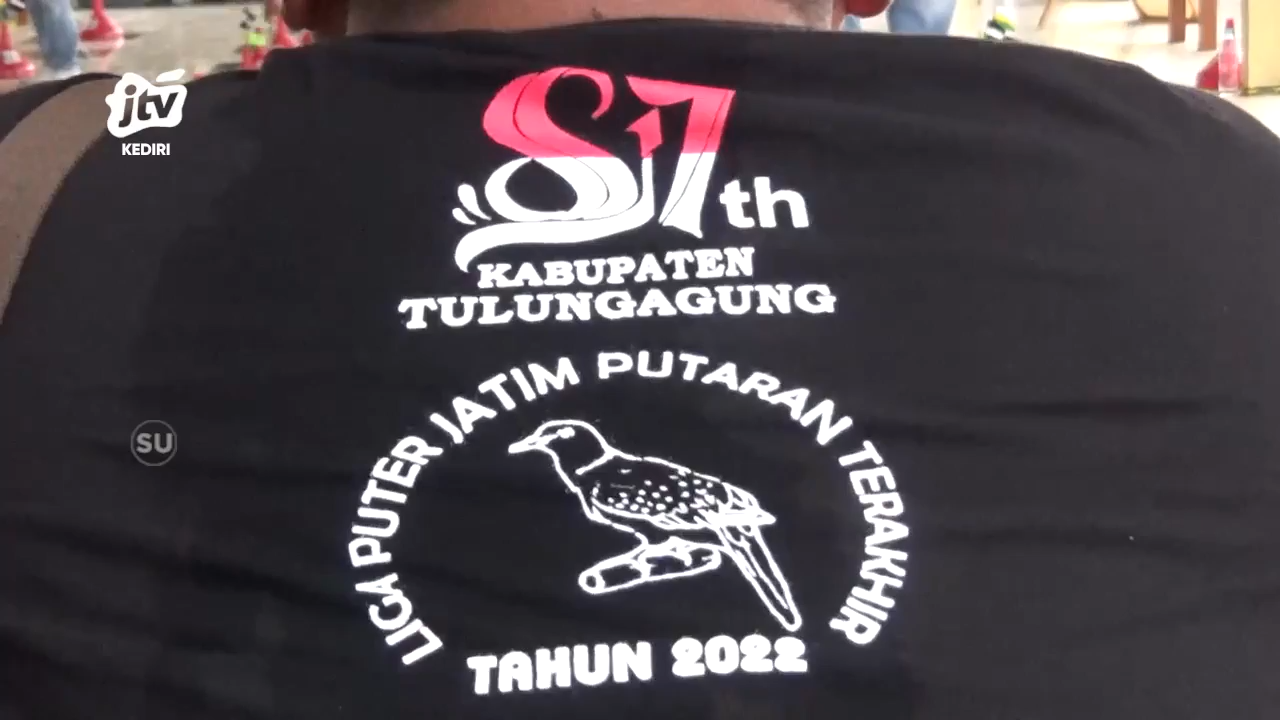 jtv
KEDIRI
817th
KABUPATEN
TULUNGAGUNG
LIGA PUTER JATIM PUTARAN TERAKHIR
SU
TAHUN 2022